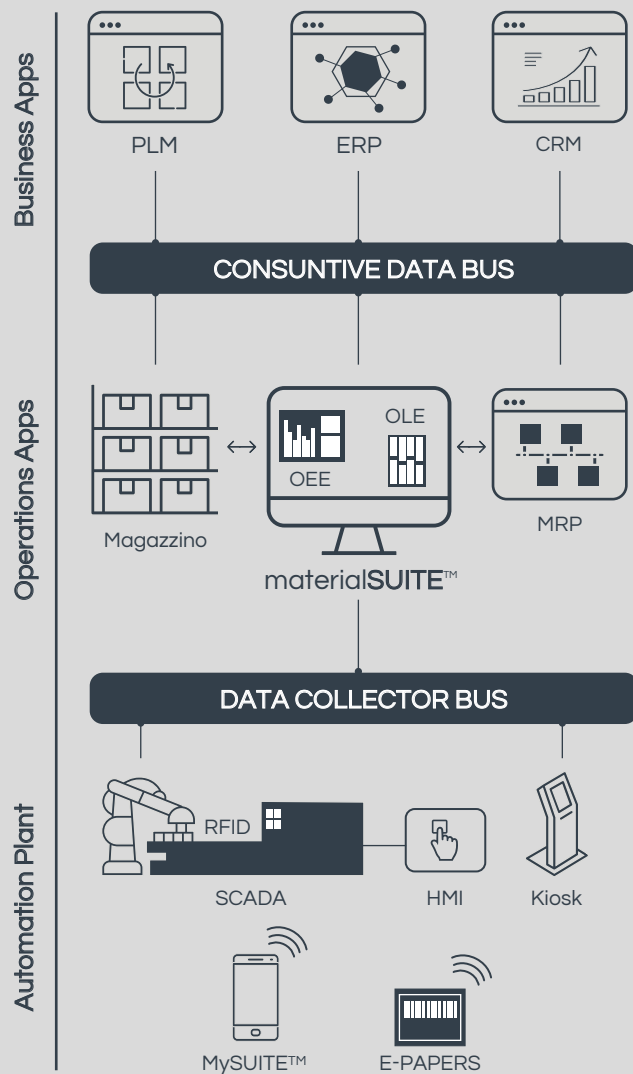 Business Apps
PLM
ERP
CRM
CONSUNTIVE DATA BUS
Operations Apps
OLE
OEE
Magazzino
MRP
materialSUITE™
DATA COLLECTOR BUS
Automation Plant
RFID
SCADA
HMI
Kiosk
MySUITE™
E-PAPERS